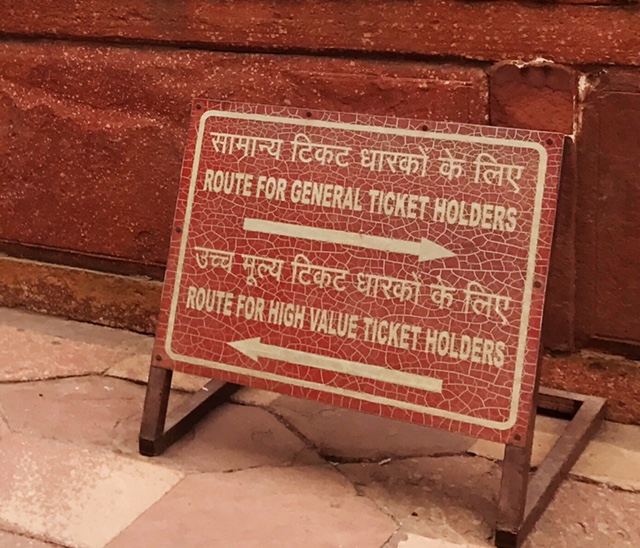 सामान्य टिकट धारकों के लिए
ROUTE FOR GENERAL TICKET HOLDERS
उच्च मूल्य टिकट धारकों के लिए
ROUTE FOR HIGH VALUE TICKET HOLDERS